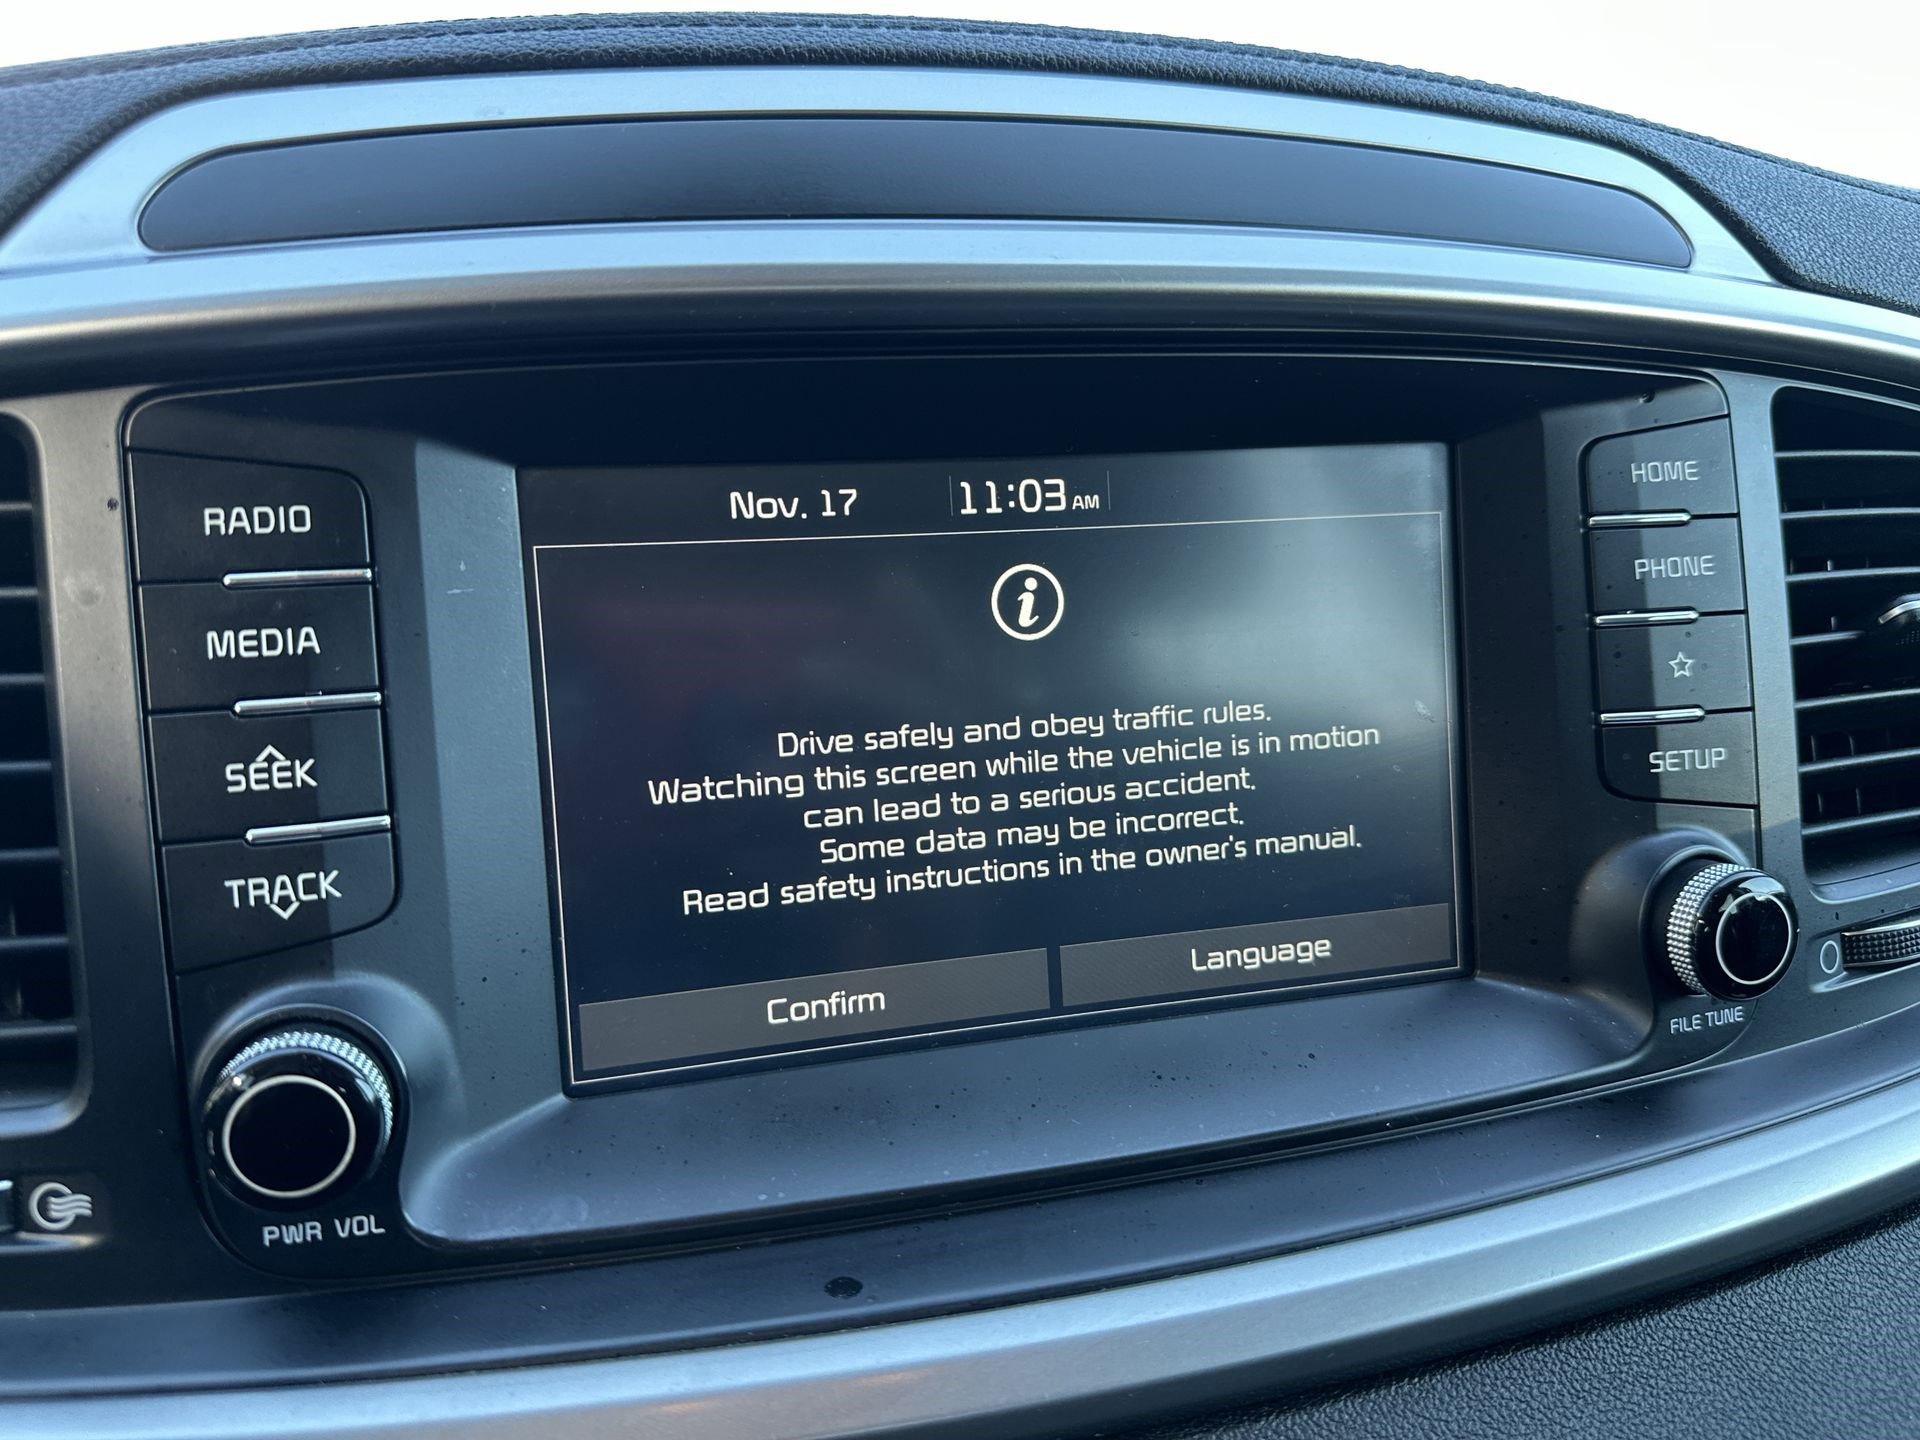 Nov. 17 11:03 AM
i
Drive safely and obey traffic rules.
Watching this screen while the vehicle is in motion
can lead to a serious accident.
Some data may be incorrect.
Read safety instructions in the owner's manual.
Confirm Language
RADIO
MEDIA
SEEK
TRACK
PWR VOL
HOME
PHONE
SETUP
FILE TUNE